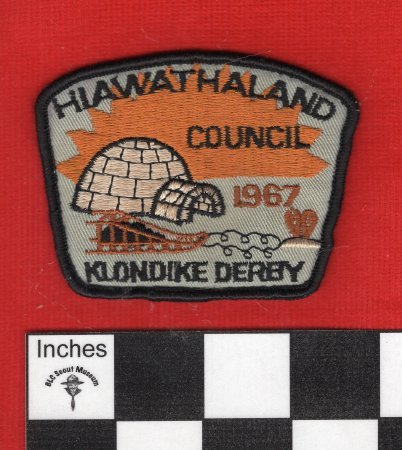 HIAWATHALAND
COUNCIL
1967
KLONDIKE DERBY
Inches
BLC Scout Museum